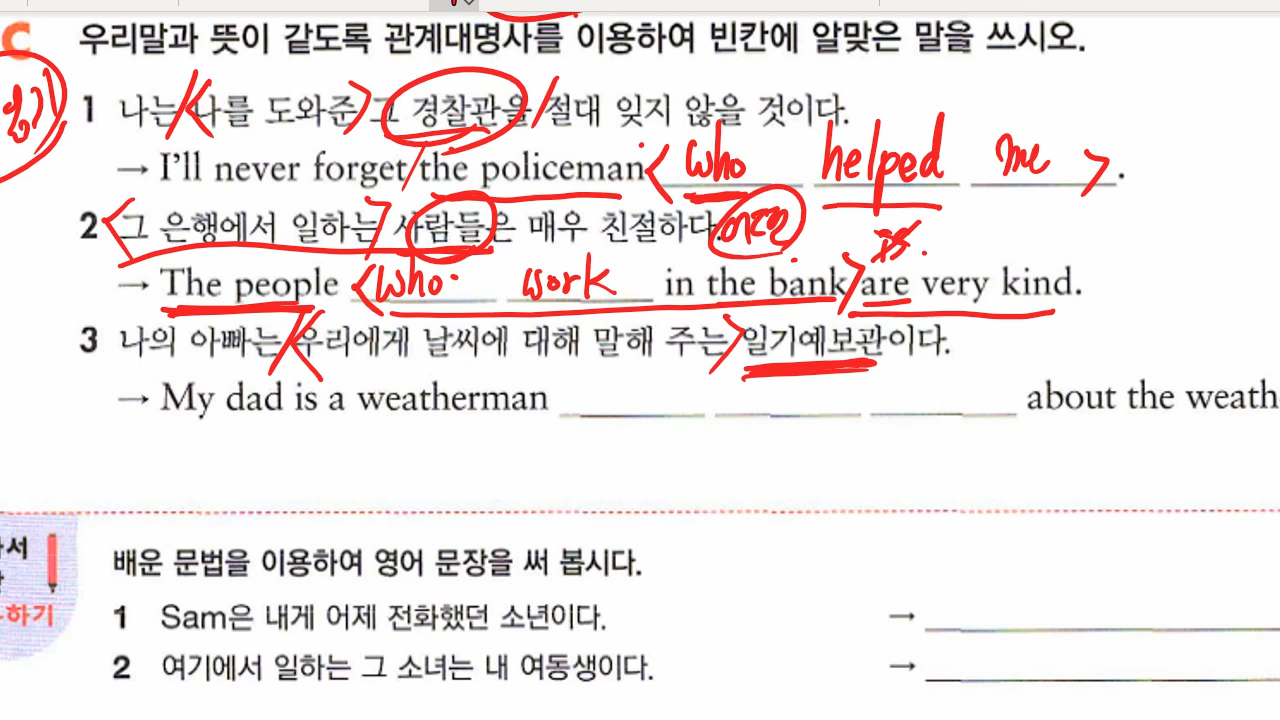 C 우리말과 뜻이 같도록 관계대명사를 이용하여 빈칸에 알맞은 말을 쓰시오.
1 나는 나를 도와준 그 경찰관을 절대 잊지 않을 것이다.
→ I'll never forget the policeman who helped me.
2 그 은행에서 일하는 사람들은 매우 친절하다.
→ The people who work in the bank are very kind.
3 나의 아빠는 우리에게 날씨에 대해 말해 주는 일기예보관이다.
→ My dad is a weatherman about the weath
서
하기
배운 문법을 이용하여 영어 문장을 써 봅시다.
1 Sam은 내게 어제 전화했던 소년이다. →
2 여기에서 일하는 그 소녀는 내 여동생이다. →